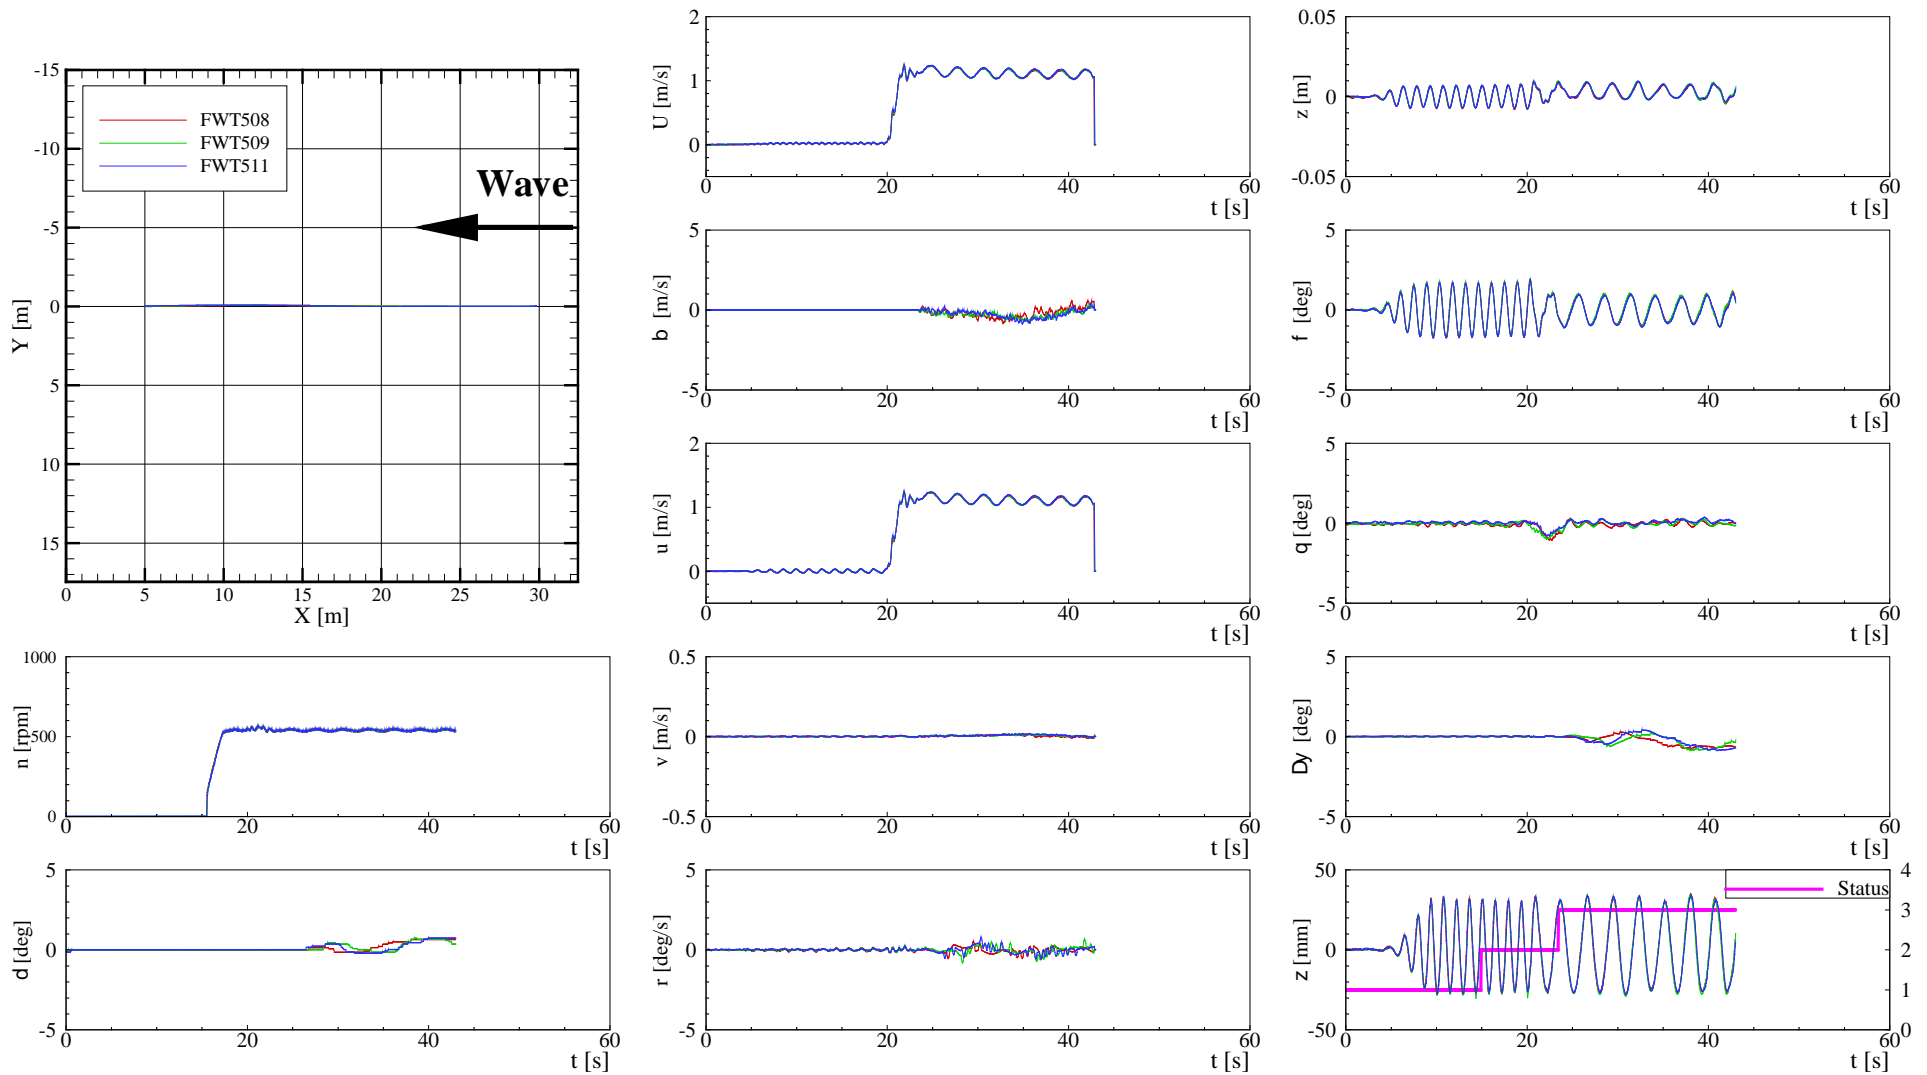 -15
-10
-5
0
5
10
15
Y [m]
0 5 10 15 20 25 30
X [m]
FWT508
FWT509
FWT511
Wave
2
1
0
U [m/s]
0 20 40 60
t [s]
0.05
0
-0.05
z [m]
0 20 40 60
t [s]
5
0
-5
b [m/s]
0 20 40 60
t [s]
5
0
-5
f [deg]
0 20 40 60
t [s]
2
1
0
u [m/s]
0 20 40 60
t [s]
5
0
-5
q [deg]
0 20 40 60
t [s]
1000
500
0
n [rpm]
0 20 40 60
t [s]
0.5
0
-0.5
v [m/s]
0 20 40 60
t [s]
5
0
-5
Dy [deg]
0 20 40 60
t [s]
5
0
-5
d [deg]
0 20 40 60
t [s]
5
0
-5
r [deg/s]
0 20 40 60
t [s]
50
0
-50
z [mm]
Status
4
3
2
1
0
0 20 40 60
t [s]